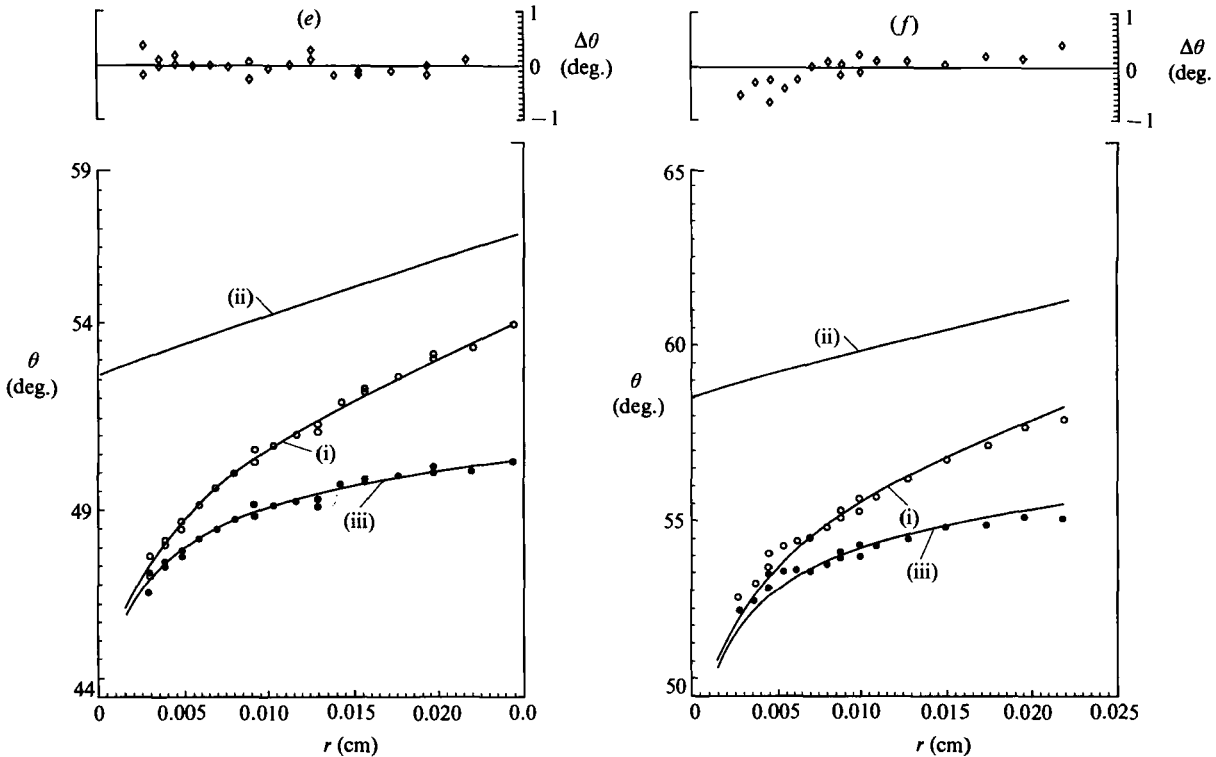 (e)
1
0
−1
Δθ
(deg.)
59
54
49
44
θ
(deg.)
(ii)
(i)
(iii)
0
0.005
0.010
0.015
0.020
0.0
r (cm)
(f)
1
0
−1
Δθ
(deg.
65
60
55
50
θ
(deg.)
(ii)
(i)
(iii)
0
0.005
0.010
0.015
0.020
0.025
r (cm)